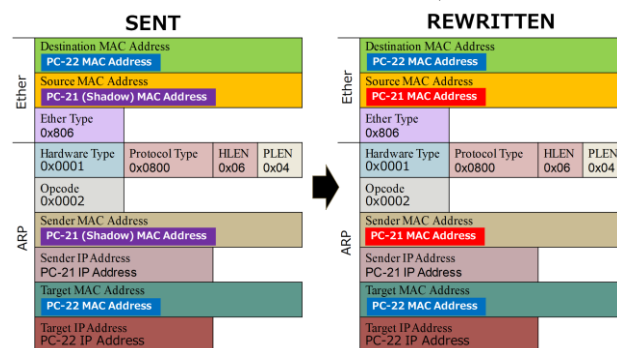 SENT
Ether
Destination MAC Address
PC-22 MAC Address
Source MAC Address
PC-21 (Shadow) MAC Address
Ether Type
0x806
ARP
Hardware Type
0x0001
Protocol Type
0x0800
HLEN
0x06
PLEN
0x04
Opcode
0x0002
Sender MAC Address
PC-21 (Shadow) MAC Address
Sender IP Address
PC-21 IP Address
Target MAC Address
PC-22 MAC Address
Target IP Address
PC-22 IP Address
REWRITTEN
Ether
Destination MAC Address
PC-22 MAC Address
Source MAC Address
PC-21 MAC Address
Ether Type
0x806
ARP
Hardware Type
0x0001
Protocol Type
0x0800
HLEN
0x06
PLEN
0x04
Opcode
0x0002
Sender MAC Address
PC-21 MAC Address
Sender IP Address
PC-21 IP Address
Target MAC Address
PC-22 MAC Address
Target IP Address
PC-22 IP Address